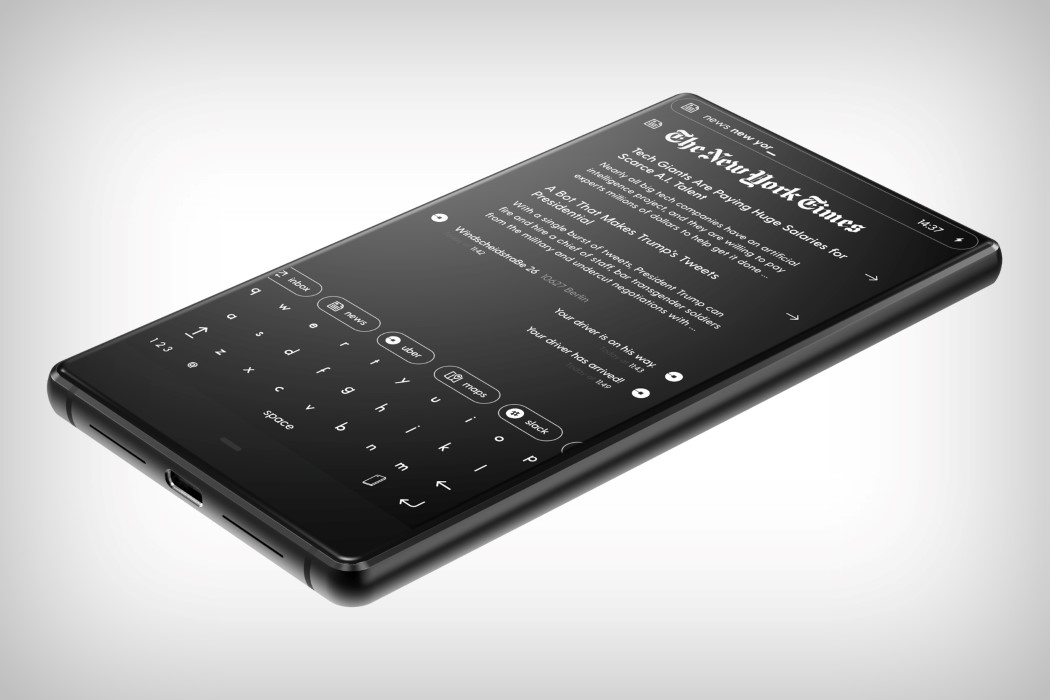 news new yor_
14:37
The New York Times
Tech Giants Are Paying Huge Salaries for
Scarce A.I. Talent
Nearly all big tech companies have an artificial
intelligence project, and they are willing to pay
experts millions of dollars to help get it done ...
A Bot That Makes Trump's Tweets
Presidential
With a single burst of tweets, President Trump can
fire and hire a chief of staff, bar transgender soldiers
from the military and undercut negotiations with ...
Windscheidstraße 26 10627 Berlin
11:42
Your driver is on his way.
11:43
Your driver has arrived!
11:49
inbox
news
uber
maps
slack
q w e r t y u i o p
a s d f g h j k l
z x c v b n m
123 @ space